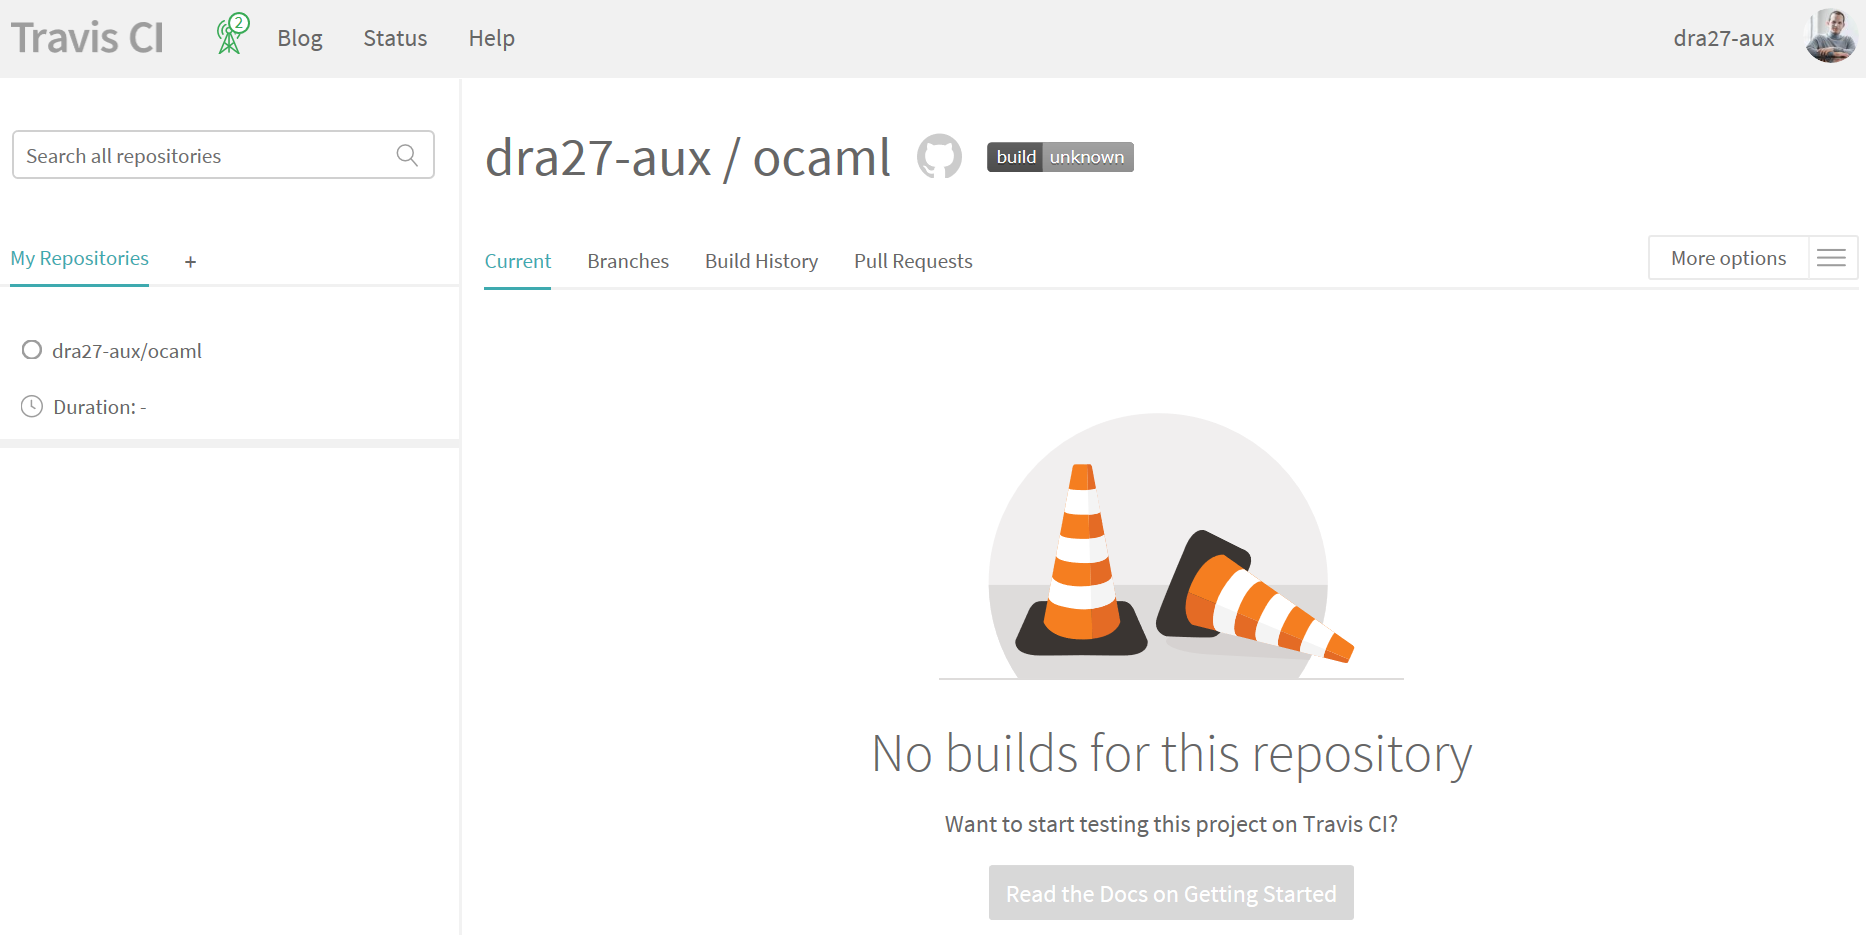 Travis CI
2
Blog
Status
Help
dra27-aux
Search all repositories
My Repositories
+
dra27-aux/ocaml
Duration: -
dra27-aux / ocaml
build unknown
Current
Branches
Build History
Pull Requests
More options
No builds for this repository
Want to start testing this project on Travis CI?
Read the Docs on Getting Started